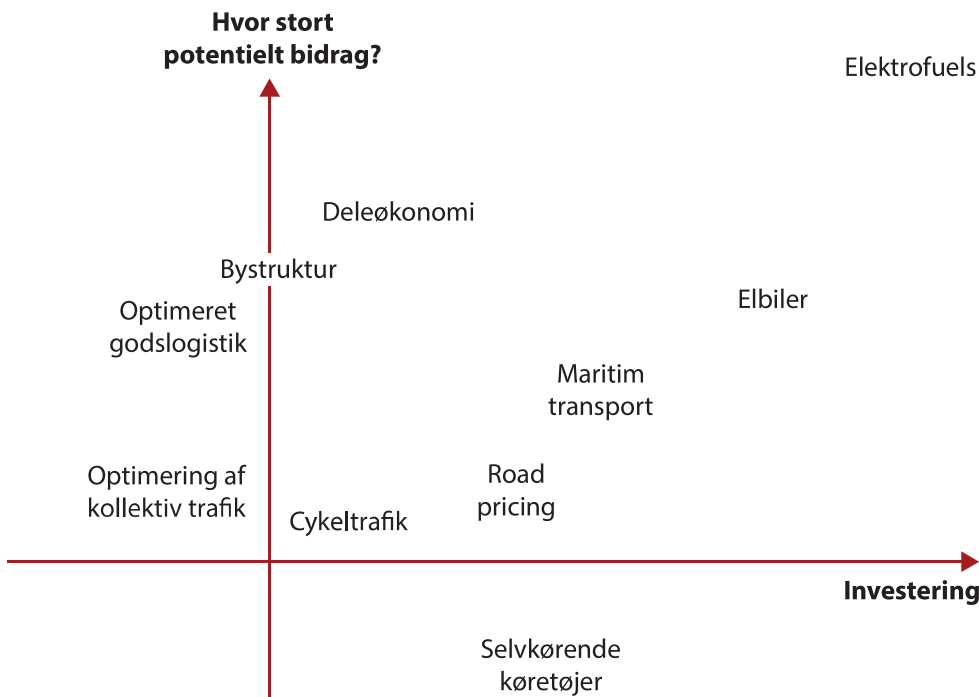 Hvor stort
potentielt bidrag?
Elektrofuels
Deleøkonomi
Bystruktur
Optimeret
godslogistik
Elbiler
Maritim
transport
Optimering af
kollektiv trafik
Road
pricing
Cykeltrafik
Investering
Selvkørende
køretøjer